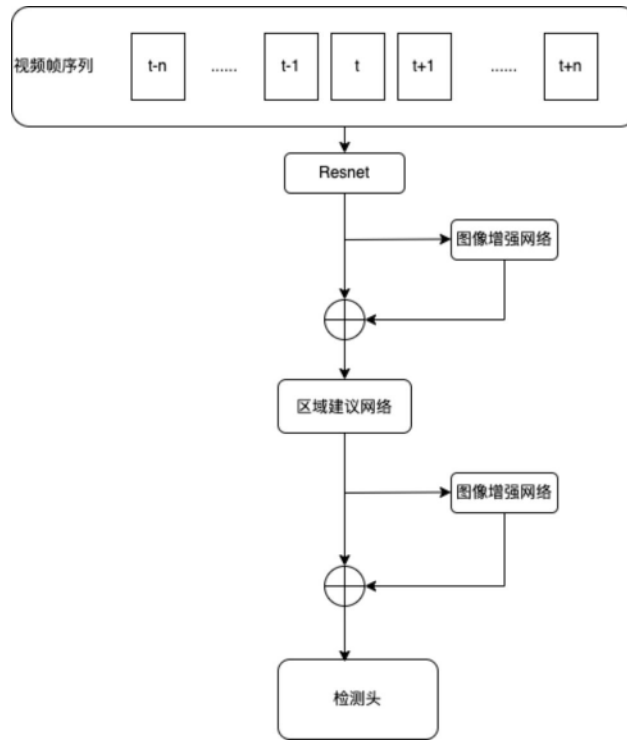 视频帧序列 t-n ...... t-1 t t+1 ...... t+n
Resnet
图像增强网络
区域建议网络
图像增强网络
检测头